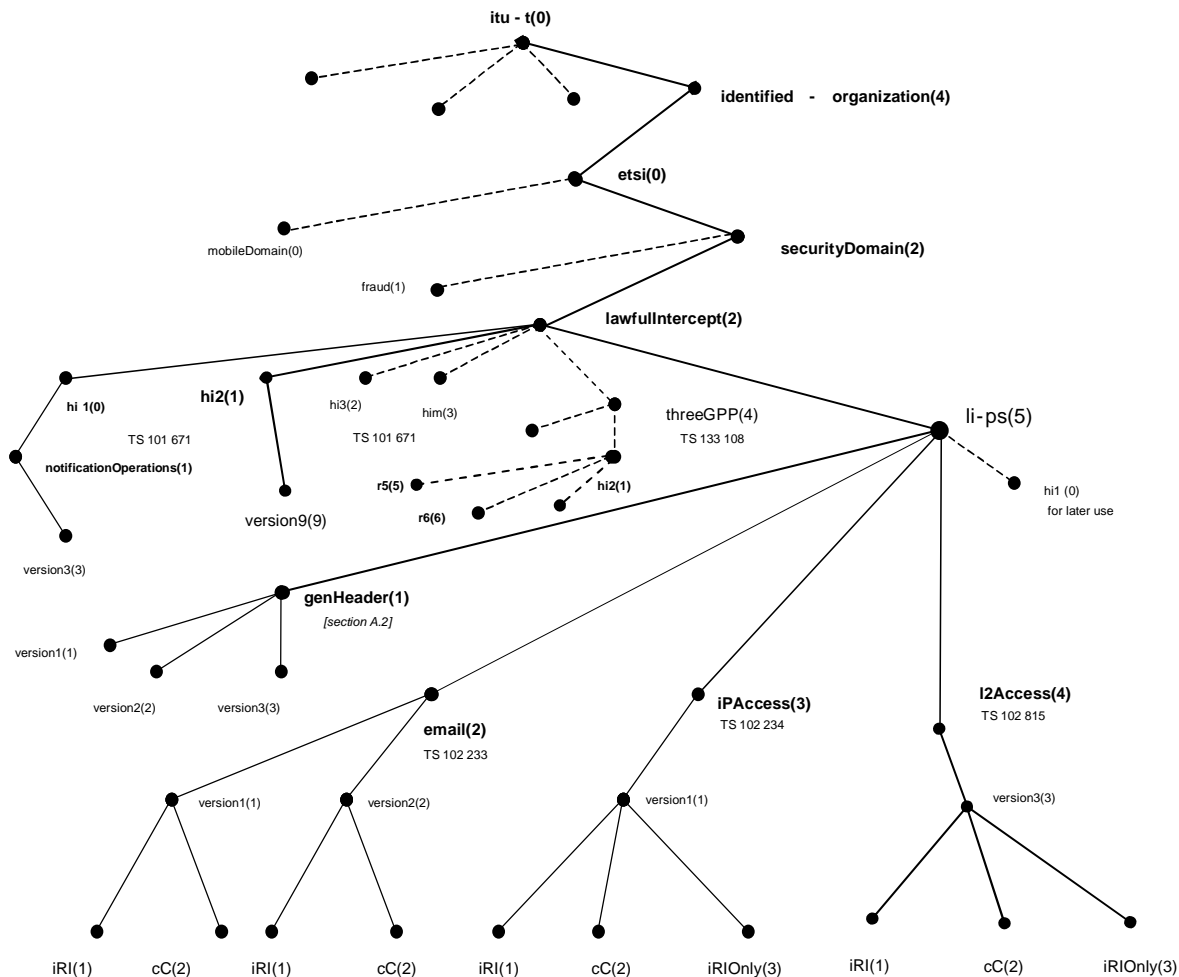 itu - t(0)
identified - organization(4)
etsi(0)
mobileDomain(0)
securityDomain(2)
fraud(1)
lawfulIntercept(2)
hi 1(0)
hi2(1)
hi3(2)
him(3)
threeGPP(4)
li-ps(5)
TS 101 671
TS 101 671
TS 133 108
notificationOperations(1)
r5(5)
hi2(1)
hi1 (0)
for later use
version9(9)
r6(6)
version3(3)
genHeader(1)
[section A.2]
version1(1)
version2(2)
version3(3)
email(2)
TS 102 233
iPAccess(3)
TS 102 234
l2Access(4)
TS 102 815
version1(1)
version2(2)
version1(1)
version3(3)
iRI(1)
cC(2)
iRI(1)
cC(2)
iRI(1)
cC(2)
iRIOnly(3)
iRI(1)
cC(2)
iRIOnly(3)